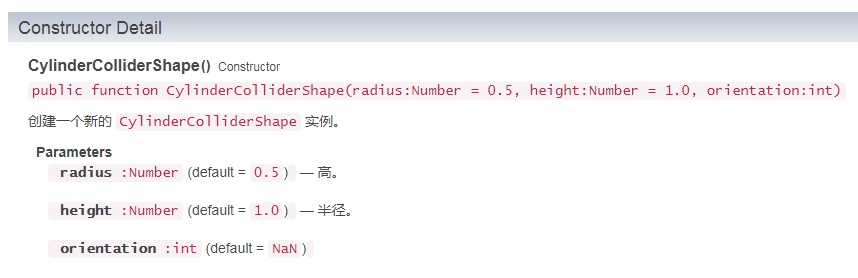 Constructor Detail
CylinderColliderShape() Constructor
public function CylinderColliderShape(radius:Number = 0.5, height:Number = 1.0, orientation:int)
创建一个新的 CylinderColliderShape 实例。
Parameters
radius :Number (default = 0.5 ) — 高。
height :Number (default = 1.0 ) — 半径。
orientation :int (default = NaN )